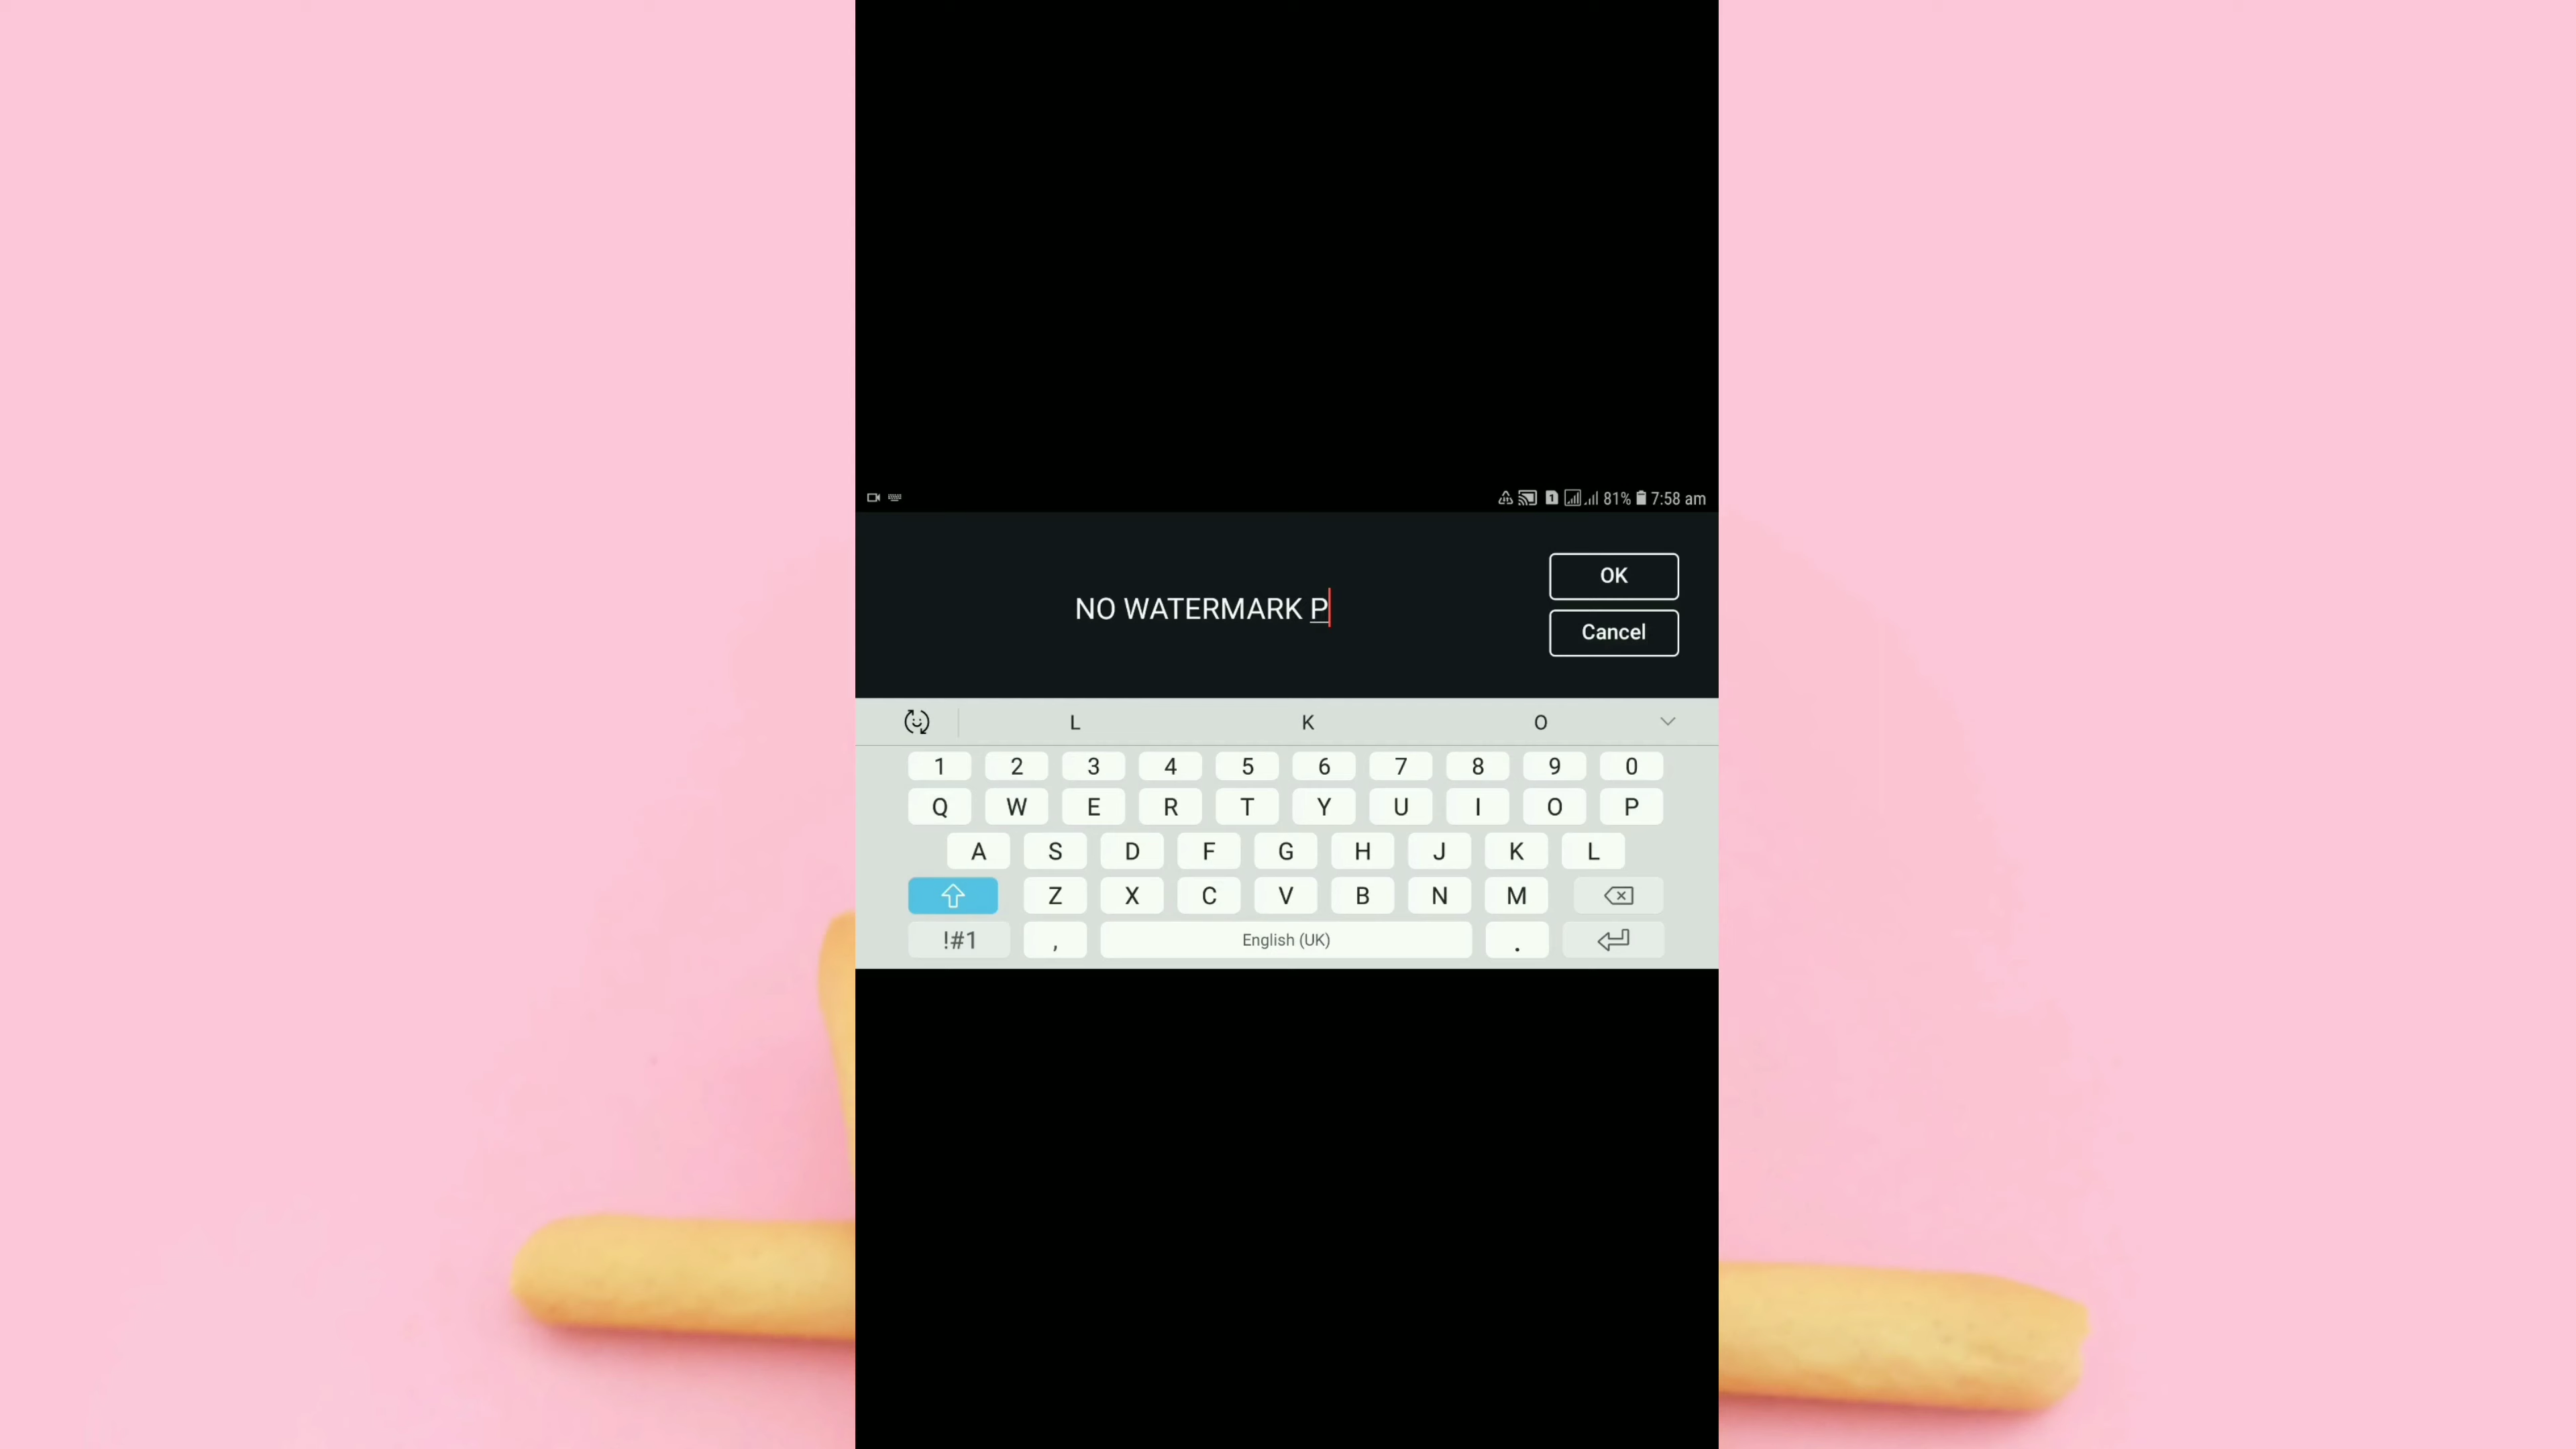 1 81% 7:58 am
OK
NO WATERMARK P
Cancel
L K O
1 2 3 4 5 6 7 8 9 0
Q W E R T Y U I O P
A S D F G H J K L
Z X C V B N M
!#1 , English (UK) .